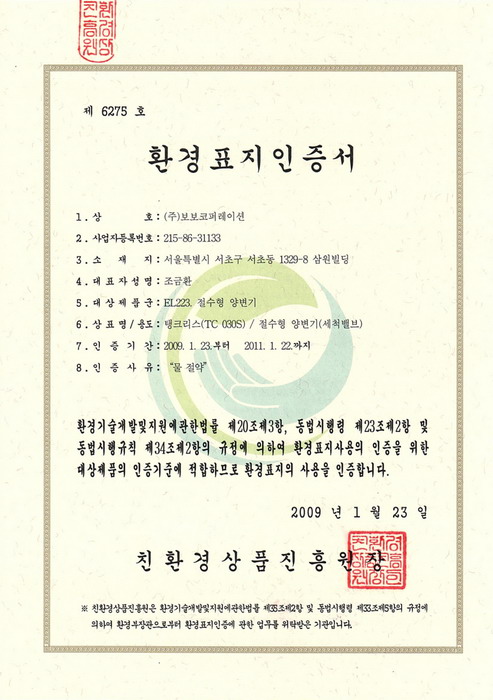 제 6275 호
환경표지인증서
1. 상 호 : (주)보보코퍼레이션
2. 사업자등록번호 : 215-86-31133
3. 소 재 지 : 서울특별시 서초구 서초동 1329-8 삼원빌딩
4. 대표자성명 : 조금환
5. 대상제품군 : EL223. 절수형 양변기
6. 상표명/용도 : 탱크리스(TC 030S) / 절수형 양변기(세척밸브)
7. 인증기간 : 2009. 1. 23.부터 2011. 1. 22.까지
8. 인증사유 : “물 절약”
환경기술개발및지원에관한법률 제20조제3항, 동법시행령 제23조제2항 및
동법시행규칙 제34조제2항의 규정에 의하여 환경표지사용의 인증을 위한
대상제품의 인증기준에 적합하므로 환경표지의 사용을 인증합니다.
2009 년 1 월 23 일
친환경상품진흥원장
※ 친환경상품진흥원은 환경기술개발및지원에관한법률 제35조제2항 및 동법시행령 제33조제5항의 규정에
의하여 환경부장관으로부터 환경표지인증에 관한 업무를 위탁받은 기관입니다.